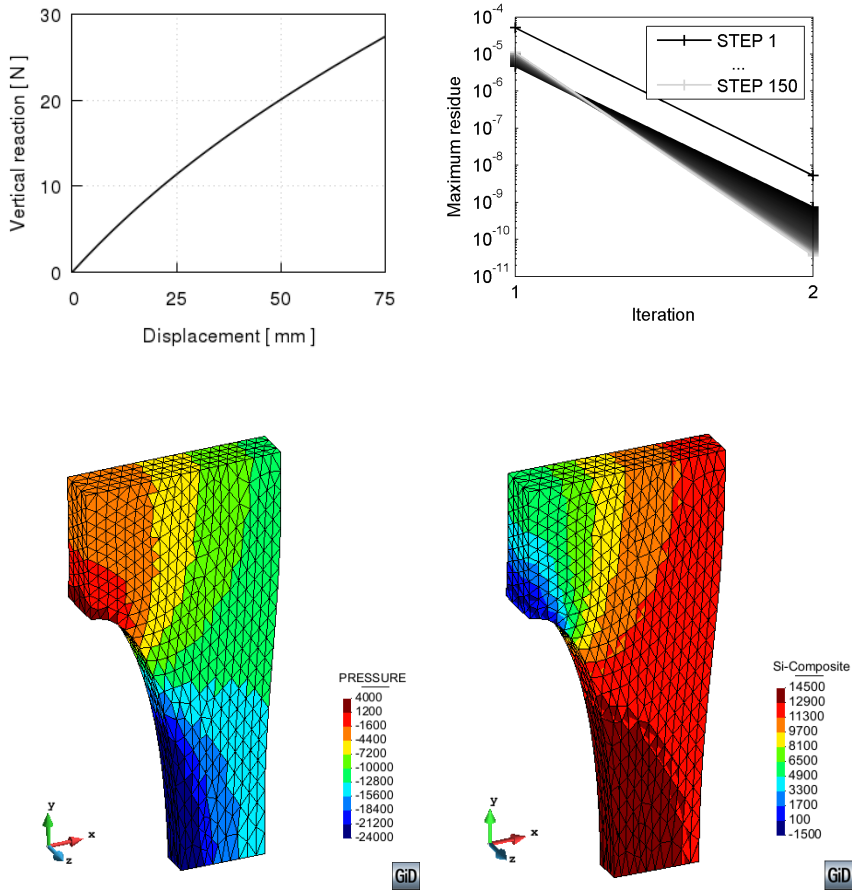 30
20
10
0
0
25
50
75
Vertical reaction [ N ]
Displacement [ mm ]
10^-4
10^-5
10^-6
10^-7
10^-8
10^-9
10^-10
10^-11
Maximum residue
STEP 1
...
STEP 150
1
2
Iteration
PRESSURE
4000
1200
-1600
-4400
-7200
-10000
-12800
-15600
-18400
-21200
-24000
y
x
z
GiD
Si-Composite
14500
12900
11300
9700
8100
6500
4900
3300
1700
100
-1500
y
x
z
GiD